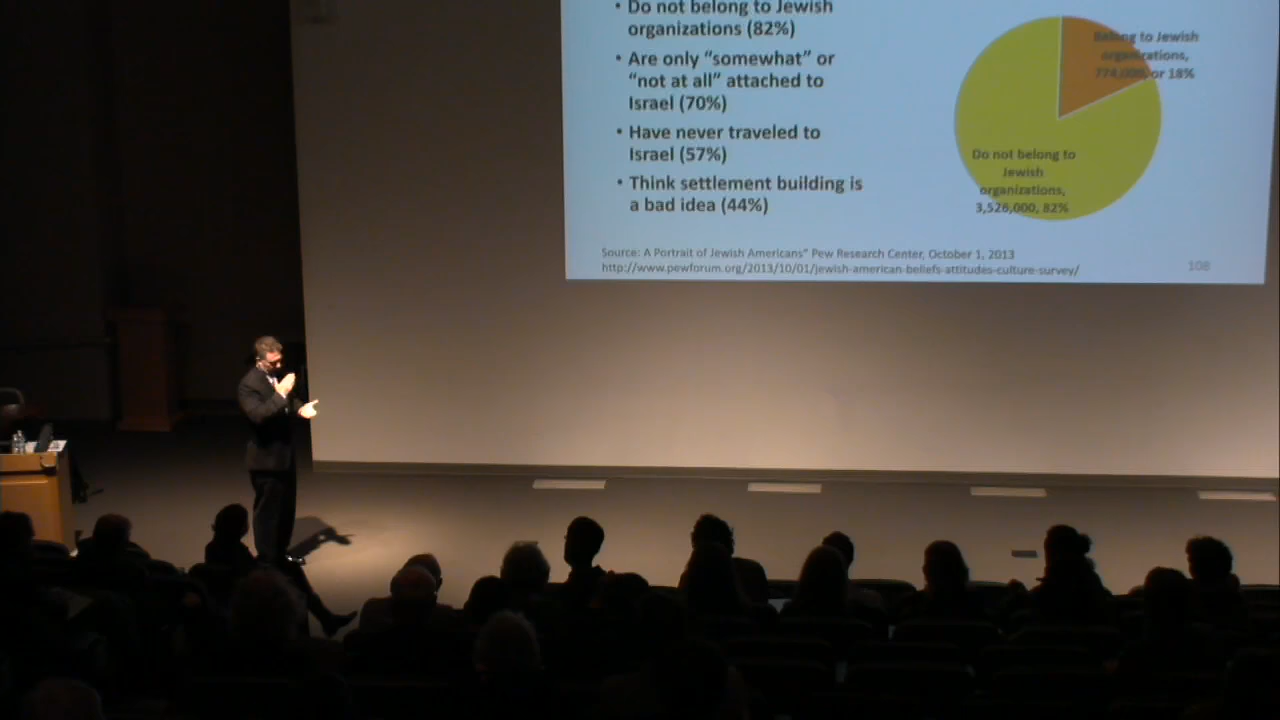 • Do not belong to Jewish
organizations (82%)
• Are only “somewhat” or
“not at all” attached to
Israel (70%)
• Have never traveled to
Israel (57%)
• Think settlement building is
a bad idea (44%)
Belong to Jewish
organizations,
774,000, or 18%
Do not belong to
Jewish
organizations,
3,526,000, 82%
Source: A Portrait of Jewish Americans” Pew Research Center, October 1, 2013
http://www.pewforum.org/2013/10/01/jewish-american-beliefs-attitudes-culture-survey/
108